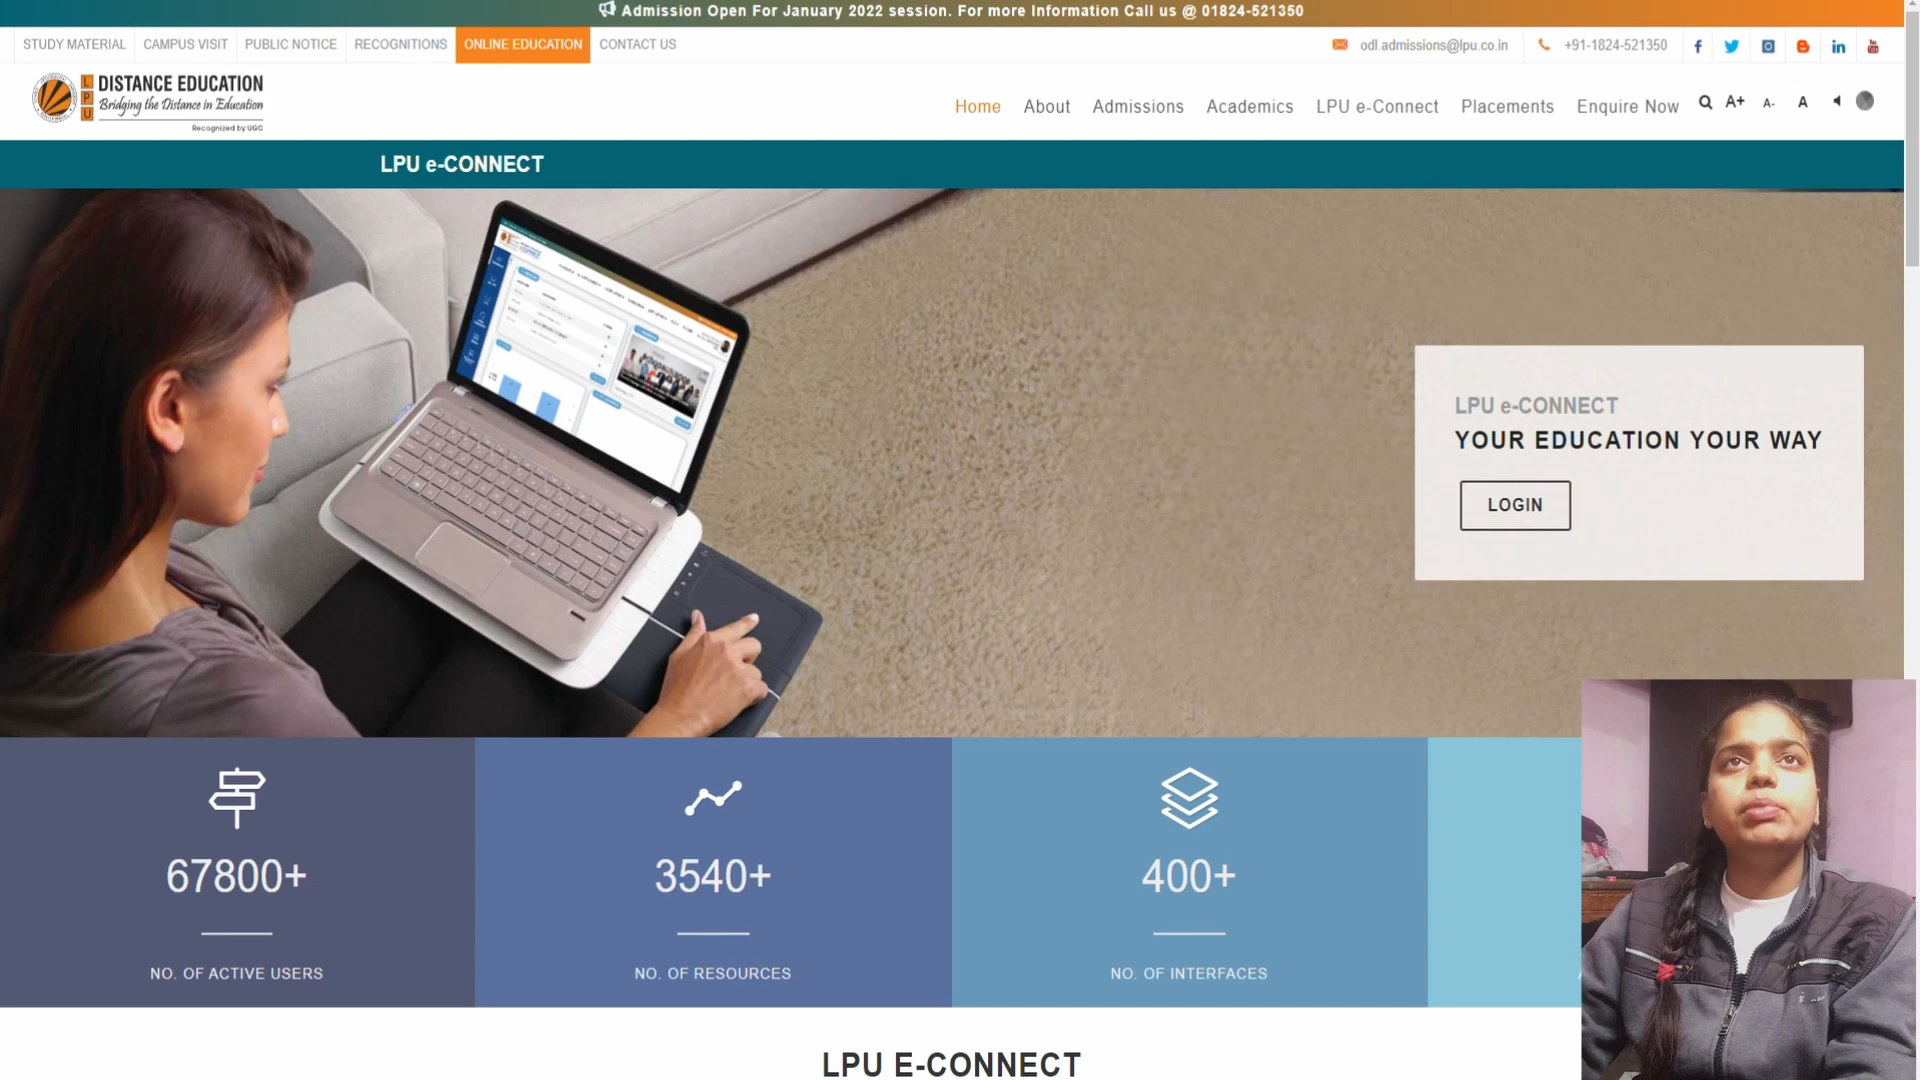 Admission Open For January 2022 session. For more Information Call us @ 01824-521350
STUDY MATERIAL CAMPUS VISIT PUBLIC NOTICE RECOGNITIONS ONLINE EDUCATION CONTACT US odl.admissions@lpu.co.in +91-1824-521350
LPU DISTANCE EDUCATION
Bridging the Distance in Education
Recognized by UGC
Home About Admissions Academics LPU e-Connect Placements Enquire Now A+ A- A
LPU e-CONNECT
LPU e-CONNECT
YOUR EDUCATION YOUR WAY
LOGIN
67800+ 3540+ 400+
NO. OF ACTIVE USERS NO. OF RESOURCES NO. OF INTERFACES
LPU E-CONNECT